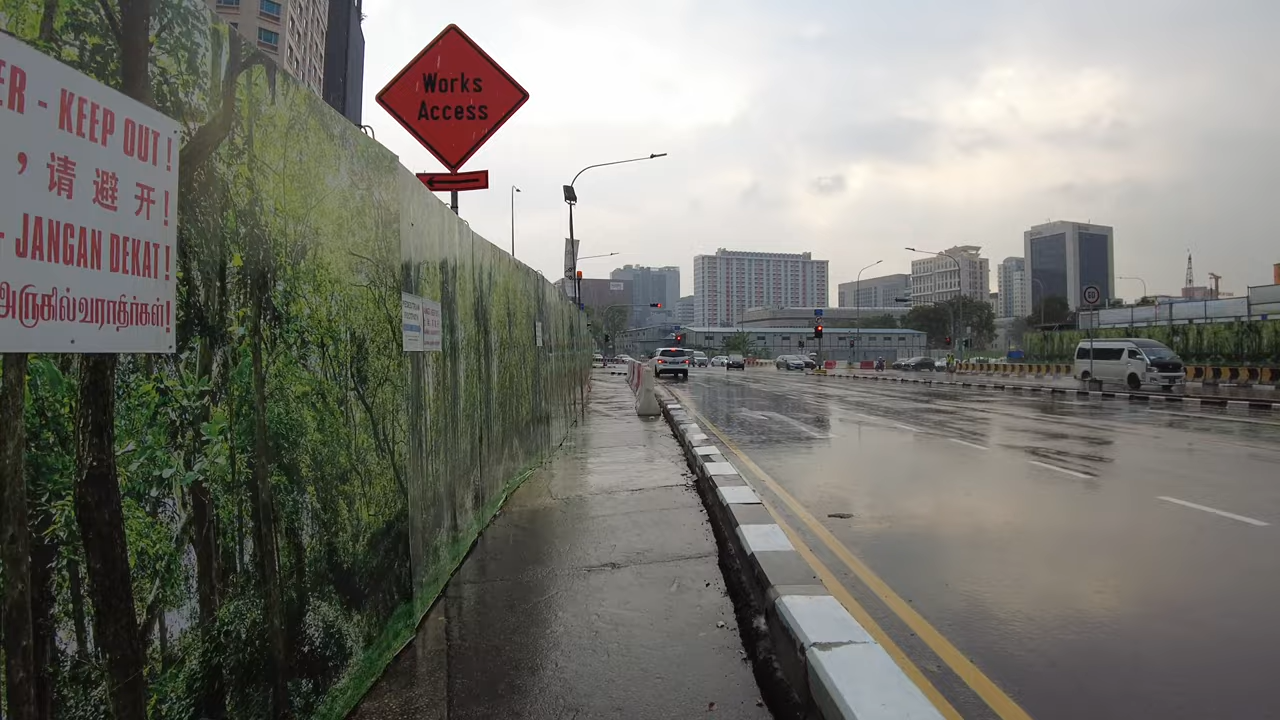 ER - KEEP OUT !
, 请 避 开 !
- JANGAN DEKAT !
அருகில்வராதீர்கள்!
Works
Access